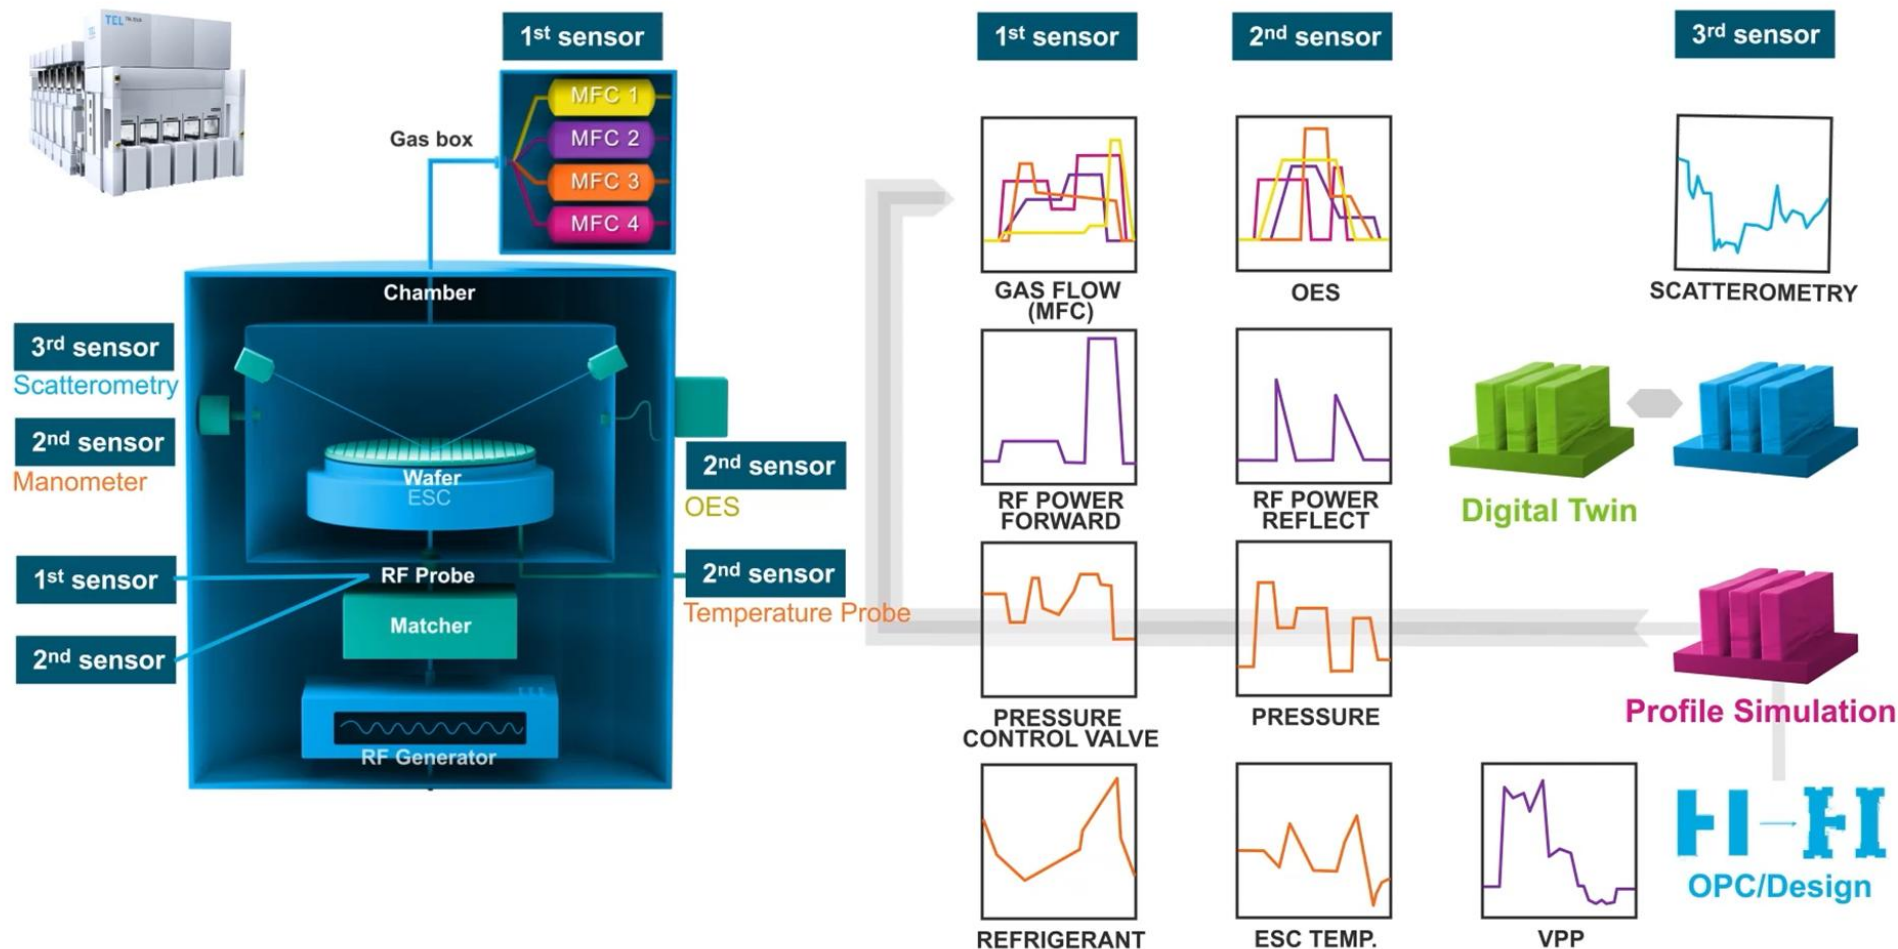 TEL
1st sensor
MFC 1
MFC 2
MFC 3
MFC 4
Gas box
Chamber
3rd sensor
Scatterometry
2nd sensor
Manometer
1st sensor
2nd sensor
Wafer
ESC
RF Probe
Matcher
RF Generator
2nd sensor
OES
2nd sensor
Temperature Probe
1st sensor
2nd sensor
3rd sensor
GAS FLOW
(MFC)
OES
SCATTEROMETRY
RF POWER
FORWARD
RF POWER
REFLECT
Digital Twin
PRESSURE
CONTROL VALVE
PRESSURE
Profile Simulation
REFRIGERANT
ESC TEMP.
VPP
OPC/Design